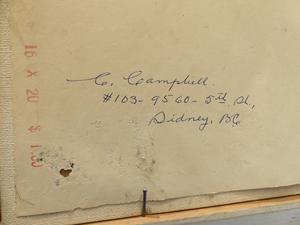 C. Campbell.
#103-9560-5th St.,
Sidney, BC
16 X 20 $1.00